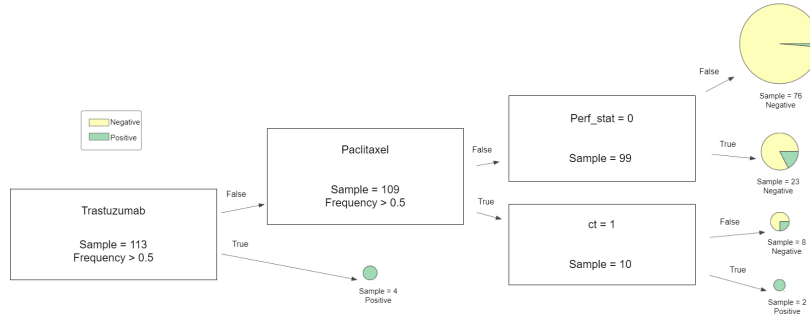 Negative
Positive
Trastuzumab
Sample = 113
Frequency > 0.5
False
True
Sample = 4
Positive
Paclitaxel
Sample = 109
Frequency > 0.5
False
True
Perf_stat = 0
Sample = 99
False
True
ct = 1
Sample = 10
False
True
Sample = 76
Negative
Sample = 23
Negative
Sample = 8
Negative
Sample = 2
Positive